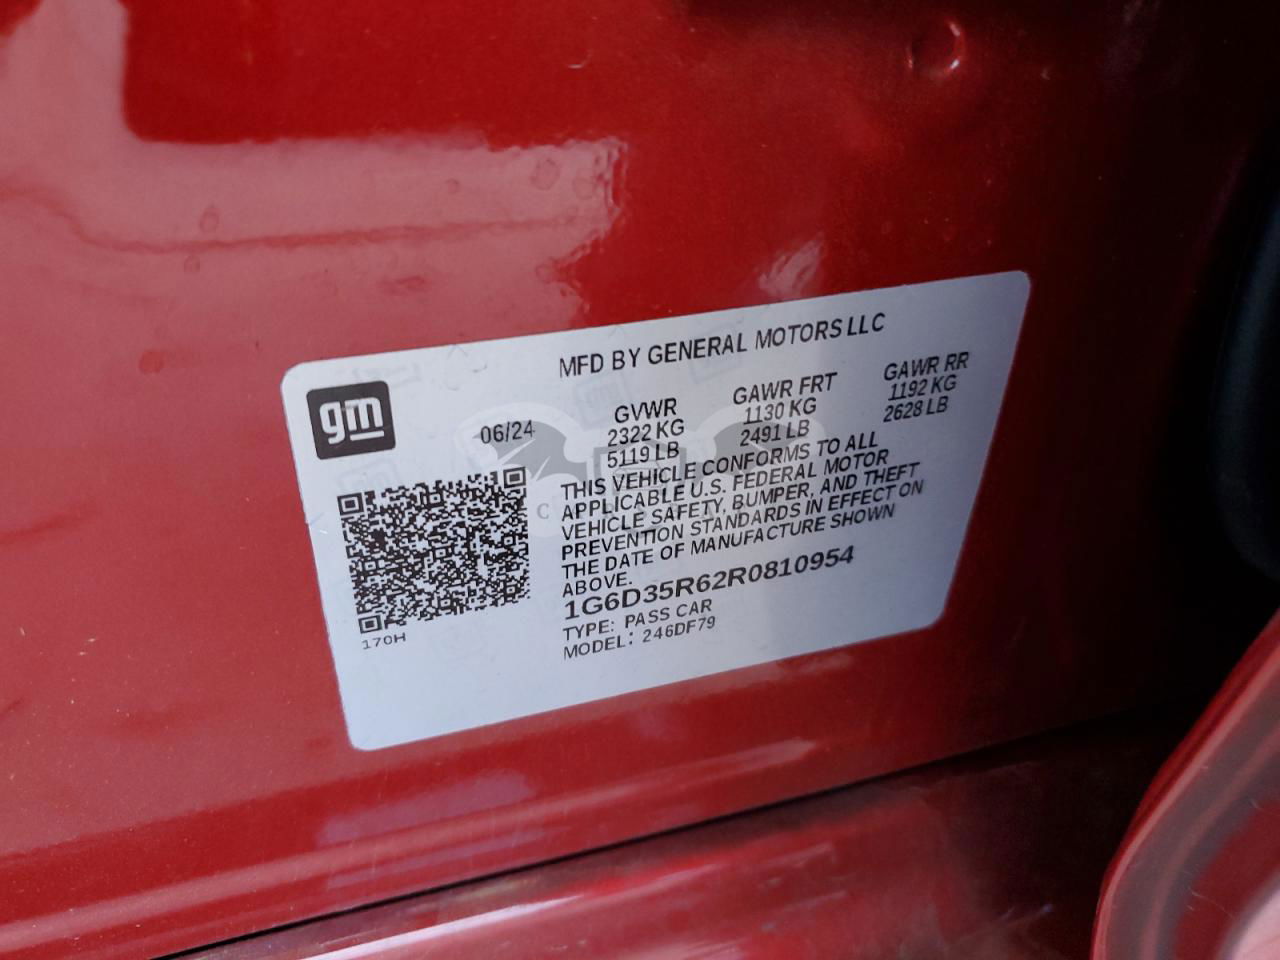 MFD BY GENERAL MOTORS LLC
gm
06/24
GVWR
2322 KG
5119 LB
GAWR FRT
1130 KG
2491 LB
GAWR RR
1192 KG
2628 LB
THIS VEHICLE CONFORMS TO ALL
APPLICABLE U.S. FEDERAL MOTOR
VEHICLE SAFETY, BUMPER, AND THEFT
PREVENTION STANDARDS IN EFFECT ON
THE DATE OF MANUFACTURE SHOWN
ABOVE.
1G6D35R62R0810954
TYPE: PASS CAR
MODEL: 246DF79
170H